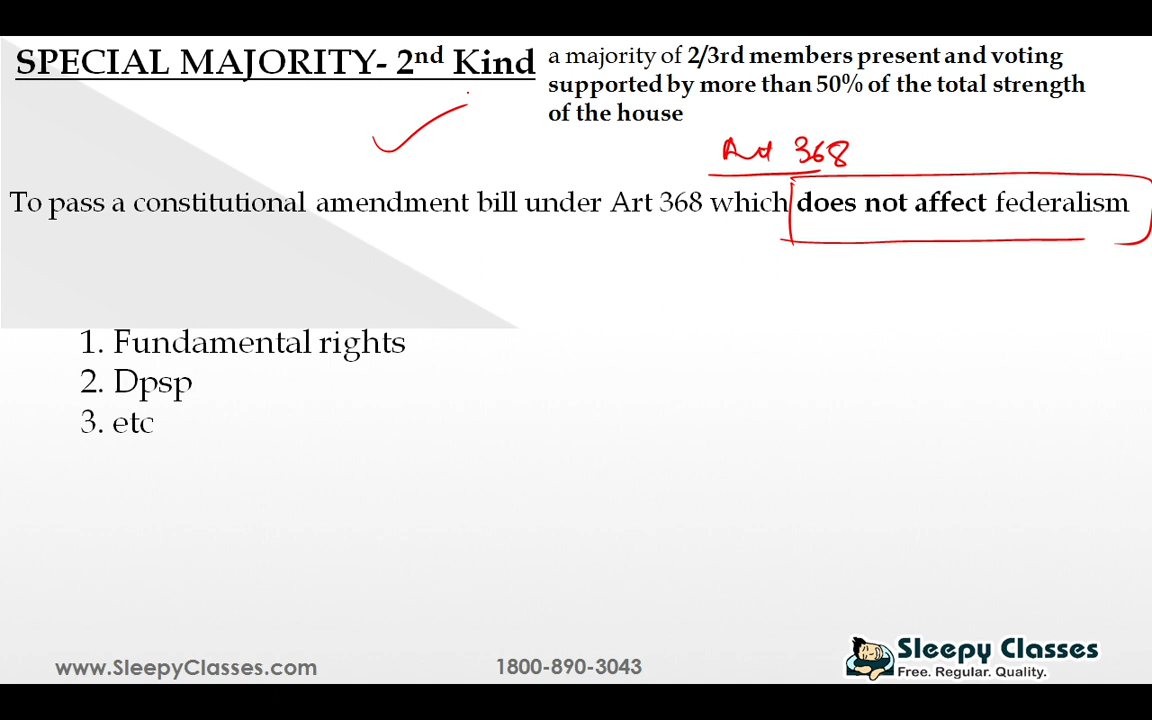 SPECIAL MAJORITY- 2nd Kind
a majority of 2/3rd members present and voting
supported by more than 50% of the total strength
of the house
Art 368
To pass a constitutional amendment bill under Art 368 which does not affect federalism
1. Fundamental rights
2. Dpsp
3. etc
www.SleepyClasses.com
1800-890-3043
Sleepy Classes
Free. Regular. Quality.